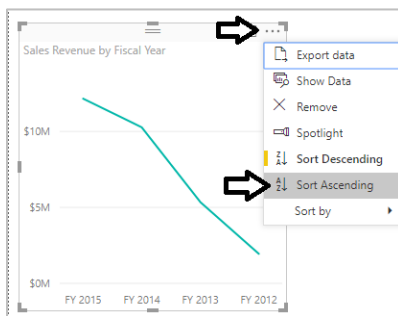 Sales Revenue by Fiscal Year
$10M
$5M
$0M
FY 2015 FY 2014 FY 2013 FY 2012
Export data
Show Data
Remove
Spotlight
Sort Descending
Sort Ascending
Sort by